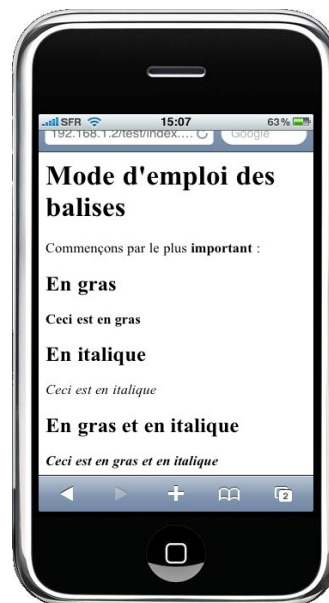 SFR 15:07 63 %
192.168.1.2/test/index.... Google
Mode d'emploi des
balises
Commençons par le plus important :
En gras
Ceci est en gras
En italique
Ceci est en italique
En gras et en italique
Ceci est en gras et en italique
2